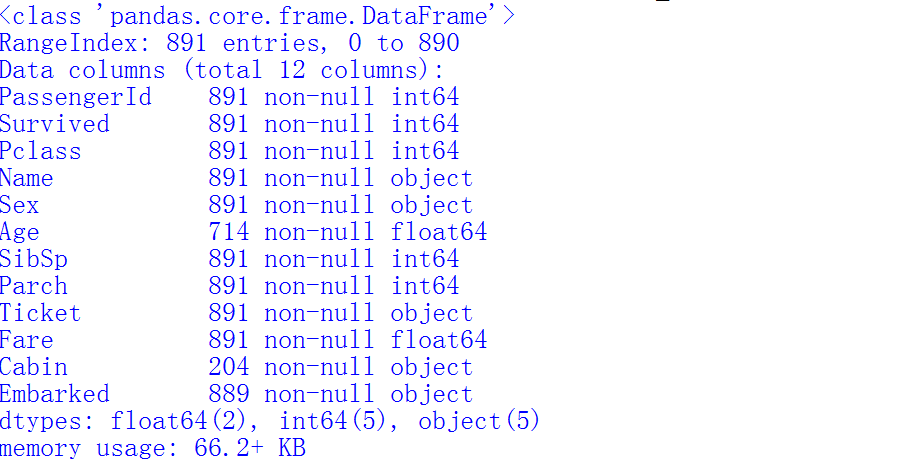 <class 'pandas.core.frame.DataFrame'>
RangeIndex: 891 entries, 0 to 890
Data columns (total 12 columns):
PassengerId    891 non-null int64
Survived       891 non-null int64
Pclass         891 non-null int64
Name           891 non-null object
Sex            891 non-null object
Age            714 non-null float64
SibSp          891 non-null int64
Parch          891 non-null int64
Ticket         891 non-null object
Fare           891 non-null float64
Cabin          204 non-null object
Embarked       889 non-null object
dtypes: float64(2), int64(5), object(5)
memory usage: 66.2+ KB